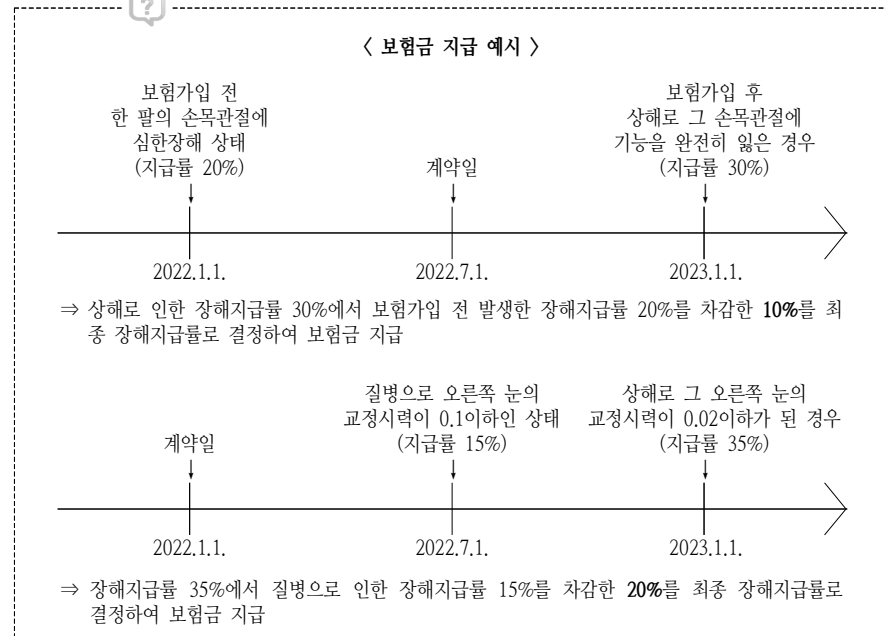 ?
〈 보험금 지급 예시 〉
보험가입 전
한 팔의 손목관절에
심한장해 상태
(지급률 20%)
계약일
보험가입 후
상해로 그 손목관절에
기능을 완전히 잃은 경우
(지급률 30%)
2022.1.1.
2022.7.1.
2023.1.1.
⇒ 상해로 인한 장해지급률 30%에서 보험가입 전 발생한 장해지급률 20%를 차감한 10%를 최
종 장해지급률로 결정하여 보험금 지급
계약일
질병으로 오른쪽 눈의
교정시력이 0.1이하인 상태
(지급률 15%)
상해로 그 오른쪽 눈의
교정시력이 0.02이하가 된 경우
(지급률 35%)
2022.1.1.
2022.7.1.
2023.1.1.
⇒ 장해지급률 35%에서 질병으로 인한 장해지급률 15%를 차감한 20%를 최종 장해지급률로
결정하여 보험금 지급